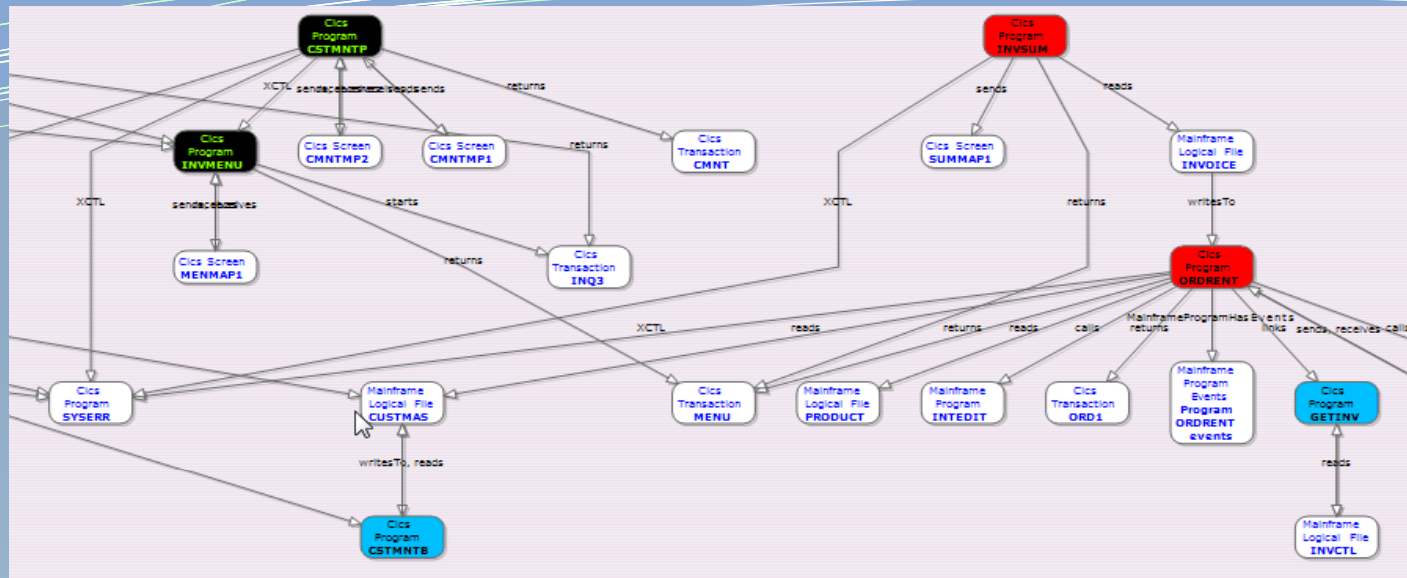 Cics
Program
CSTMNTP
Cics
Program
INVSUM
XCTL
returns
sends
reads
Cics
Program
INVMENU
Cics Screen
CMNTMP2
Cics Screen
CMNTMP1
Cics
Transaction
CMNT
Cics Screen
SUMMAP1
Mainframe
Logical File
INVOICE
returns
XCTL
starts
XCTL
returns
writesTo
Cics Screen
MENMAP1
returns
Cics
Transaction
INQ3
Cics
Program
ORDRENT
XCTL
reads
returns
reads
calls
returns
MainframeProgramHasEvents
links
sends, receives
calls
Cics
Program
SYSERR
Mainframe
Logical File
CUSTMAS
Cics
Transaction
MENU
Mainframe
Logical File
PRODUCT
Mainframe
Program
INTEDIT
Cics
Transaction
ORD1
Mainframe
Program
Events
Program
ORDRENT
events
Cics
Program
GETINV
writesTo, reads
reads
Cics
Program
CSTMNTB
Mainframe
Logical File
INVCTL